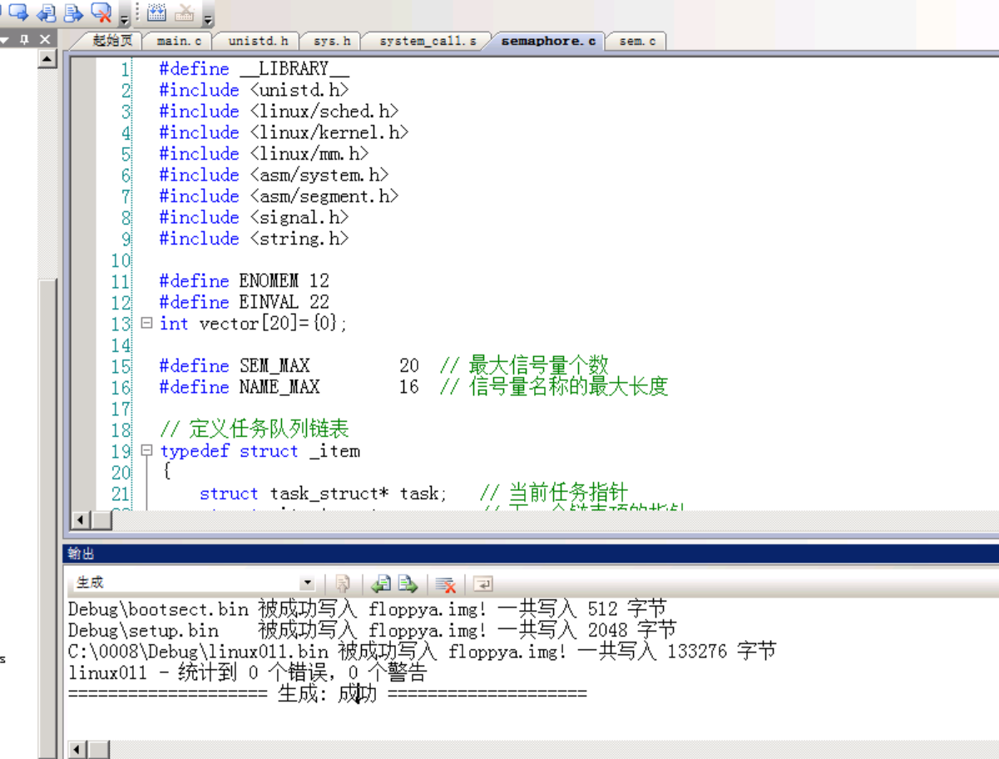 起始页 main.c unistd.h sys.h system_call.s semaphore.c sem.c
1 #define __LIBRARY__
2 #include <unistd.h>
3 #include <linux/sched.h>
4 #include <linux/kernel.h>
5 #include <linux/mm.h>
6 #include <asm/system.h>
7 #include <asm/segment.h>
8 #include <signal.h>
9 #include <string.h>
10
11 #define ENOMEM 12
12 #define EINVAL 22
13 int vector[20]={0};
14
15 #define SEM_MAX 20 // 最大信号量个数
16 #define NAME_MAX 16 // 信号量名称的最大长度
17
18 // 定义任务队列链表
19 typedef struct _item
20 {
21 struct task_struct* task; // 当前任务指针
输出
生成
Debug\bootsect.bin 被成功写入 floppya.img! 一共写入 512 字节
Debug\setup.bin 被成功写入 floppya.img! 一共写入 2048 字节
C:\0008\Debug\linux011.bin 被成功写入 floppya.img! 一共写入 133276 字节
linux011 - 统计到 0 个错误, 0 个警告
==================== 生成: 成功 ====================
s